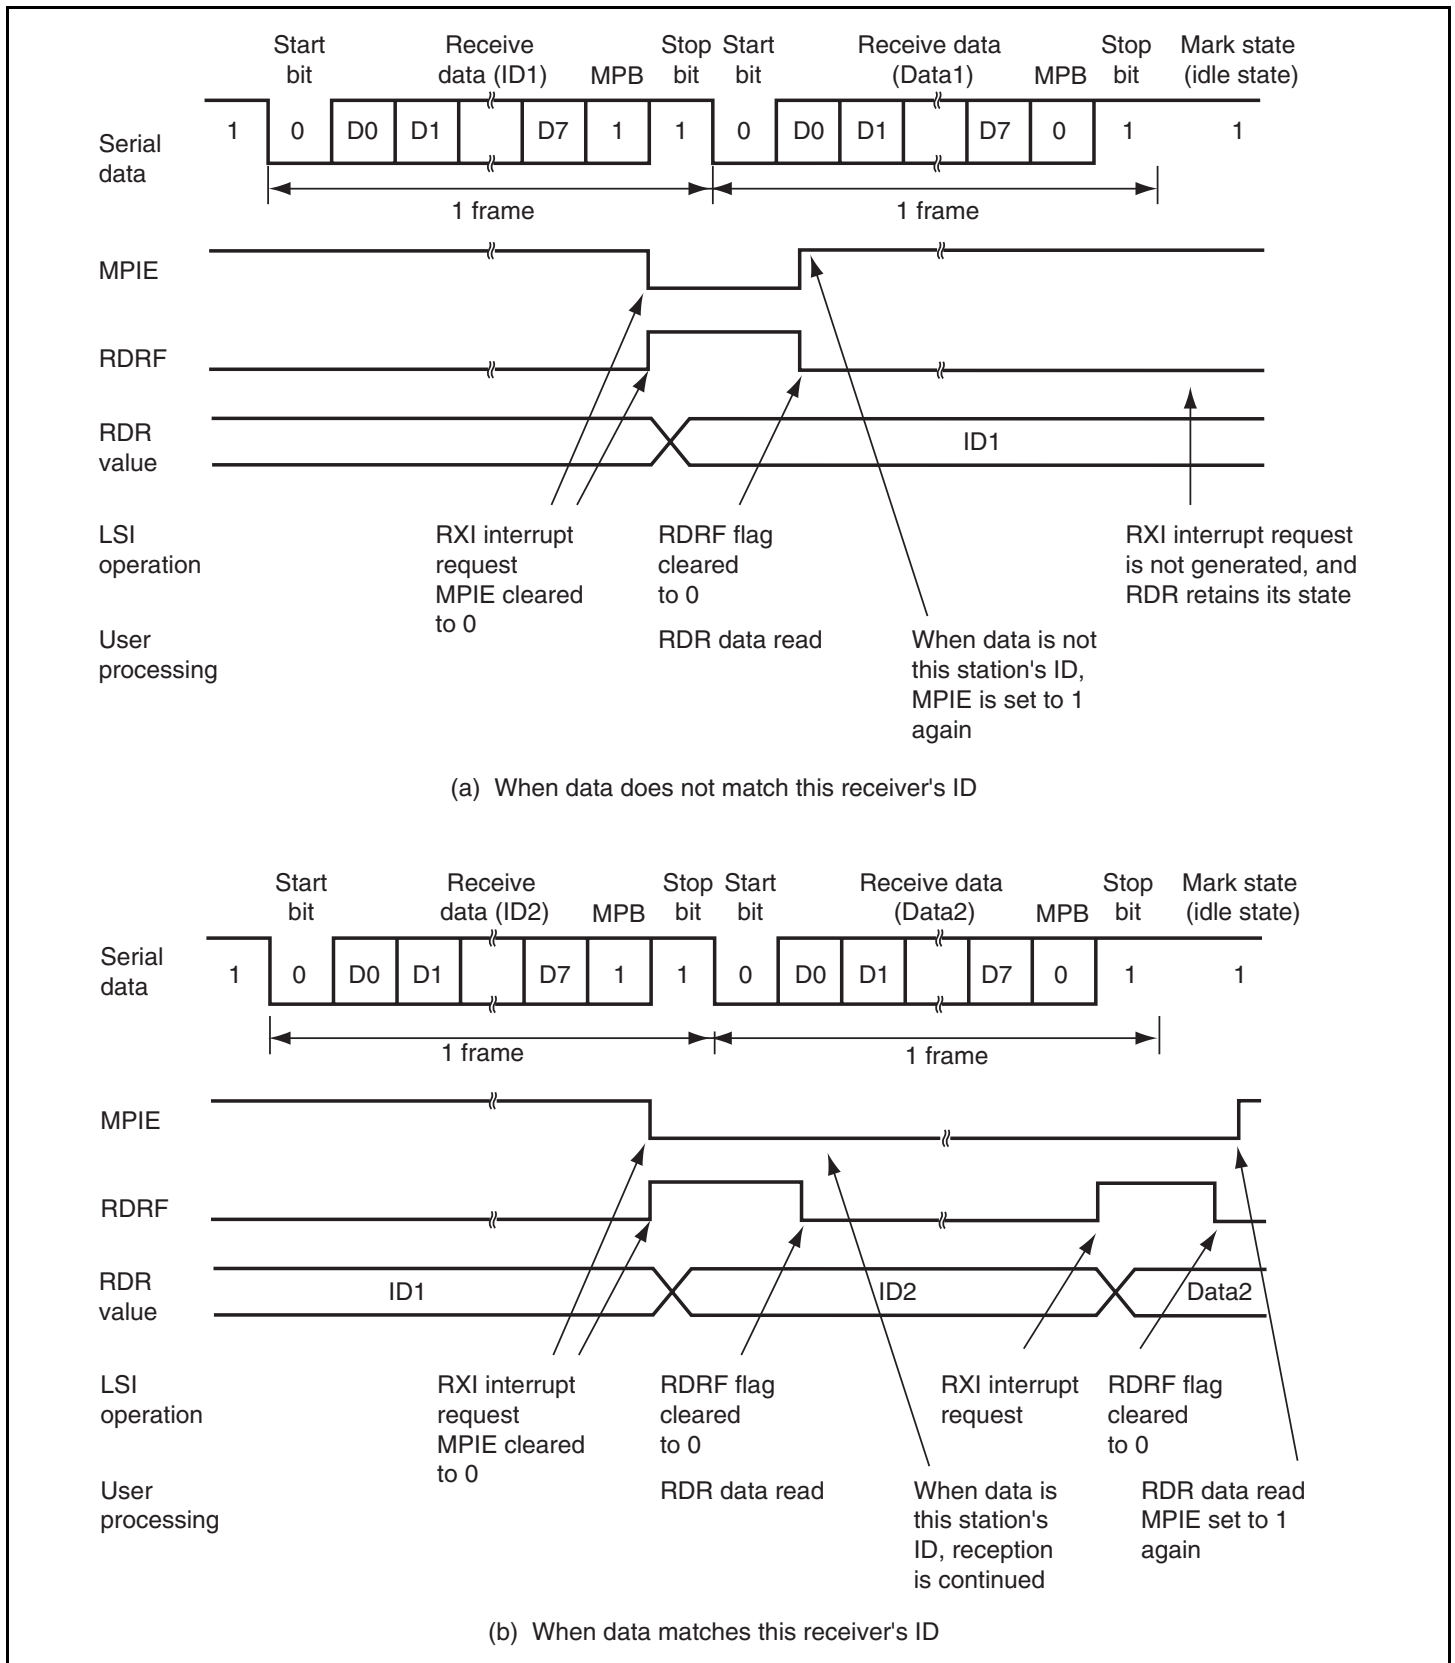 Start bit
Receive data (ID1)
MPB
Stop bit
Start bit
Receive data (Data1)
MPB
Stop bit
Mark state (idle state)
Serial data
1 0 D0 D1 D7 1 1 0 D0 D1 D7 0 1 1
1 frame
1 frame
MPIE
RDRF
RDR value
ID1
LSI operation
RXI interrupt request MPIE cleared to 0
RDRF flag cleared to 0
RXI interrupt request is not generated, and RDR retains its state
User processing
RDR data read
When data is not this station's ID, MPIE is set to 1 again
(a) When data does not match this receiver's ID
Start bit
Receive data (ID2)
MPB
Stop bit
Start bit
Receive data (Data2)
MPB
Stop bit
Mark state (idle state)
Serial data
1 0 D0 D1 D7 1 1 0 D0 D1 D7 0 1 1
1 frame
1 frame
MPIE
RDRF
RDR value
ID1
ID2
Data2
LSI operation
RXI interrupt request MPIE cleared to 0
RDRF flag cleared to 0
RXI interrupt request
RDRF flag cleared to 0
User processing
RDR data read
When data is this station's ID, reception is continued
RDR data read MPIE set to 1 again
(b) When data matches this receiver's ID